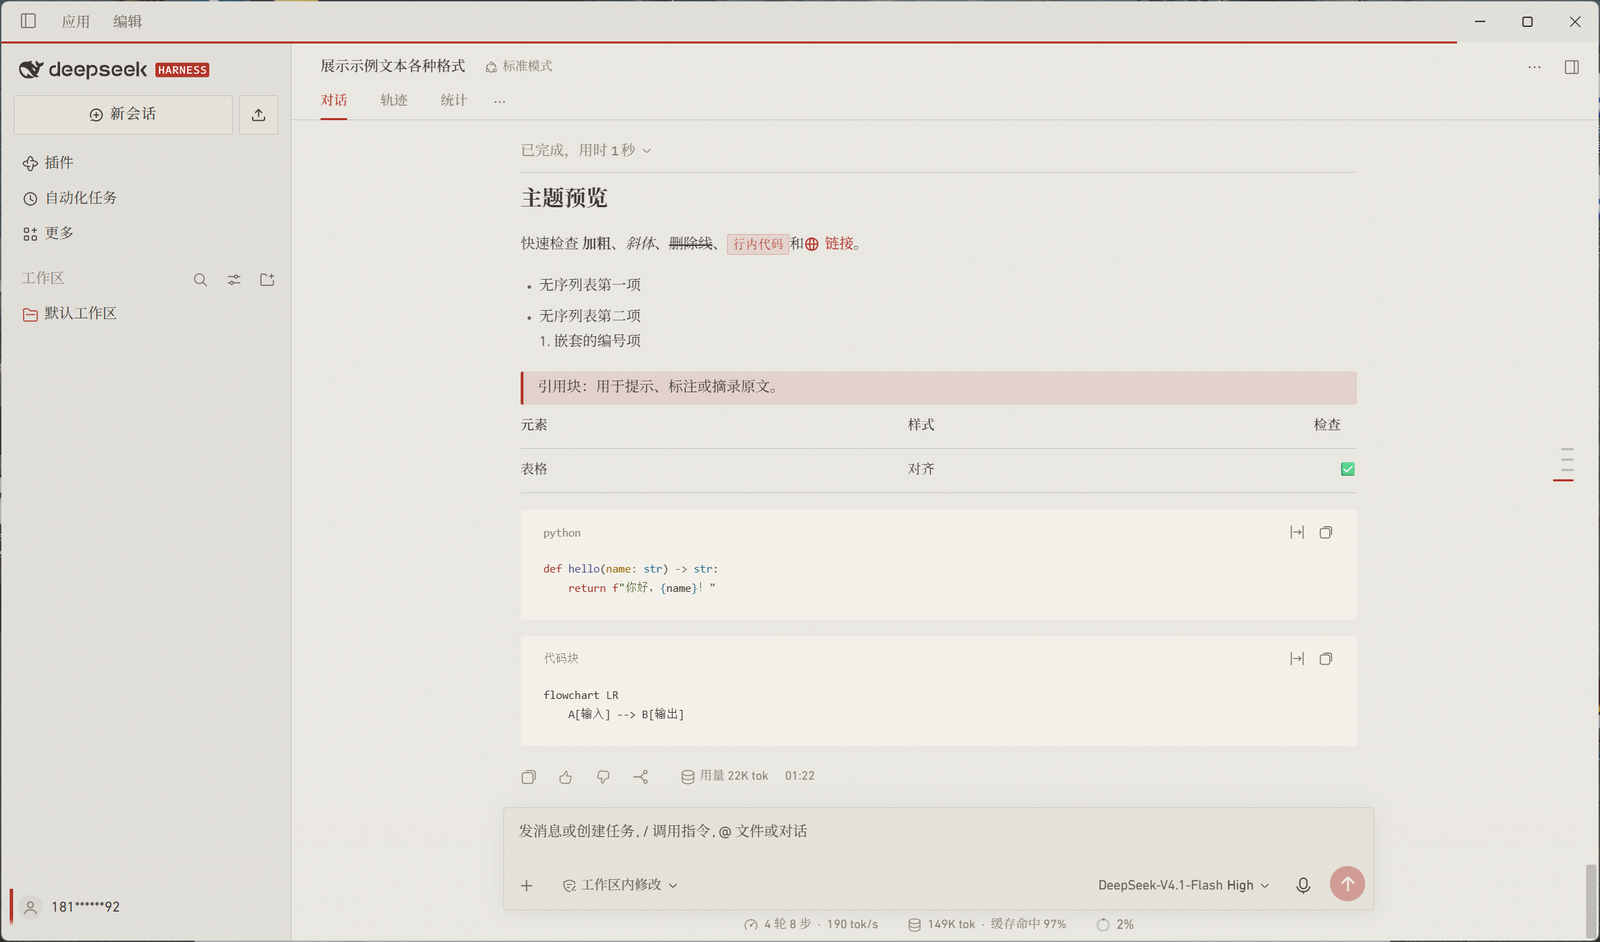 应用 编辑
deepseek HARNESS
新会话
插件
自动化任务
更多
工作区
默认工作区
181******92
展示示例文本各种格式 标准模式
对话 轨迹 统计 ...
已完成，用时 1 秒
主题预览
快速检查 加粗、斜体、删除线、行内代码和 链接。
• 无序列表第一项
• 无序列表第二项
1. 嵌套的编号项
引用块：用于提示、标注或摘录原文。
元素 样式 检查
表格 对齐 ✅
python
def hello(name: str) -> str:
    return f"你好，{name}！"
代码块
flowchart LR
    A[输入] --> B[输出]
用量 22K tok 01:22
发消息或创建任务, / 调用指令, @ 文件或对话
工作区内修改 DeepSeek-V4.1-Flash High
4 轮 8 步 · 190 tok/s 149K tok · 缓存命中 97% 2%